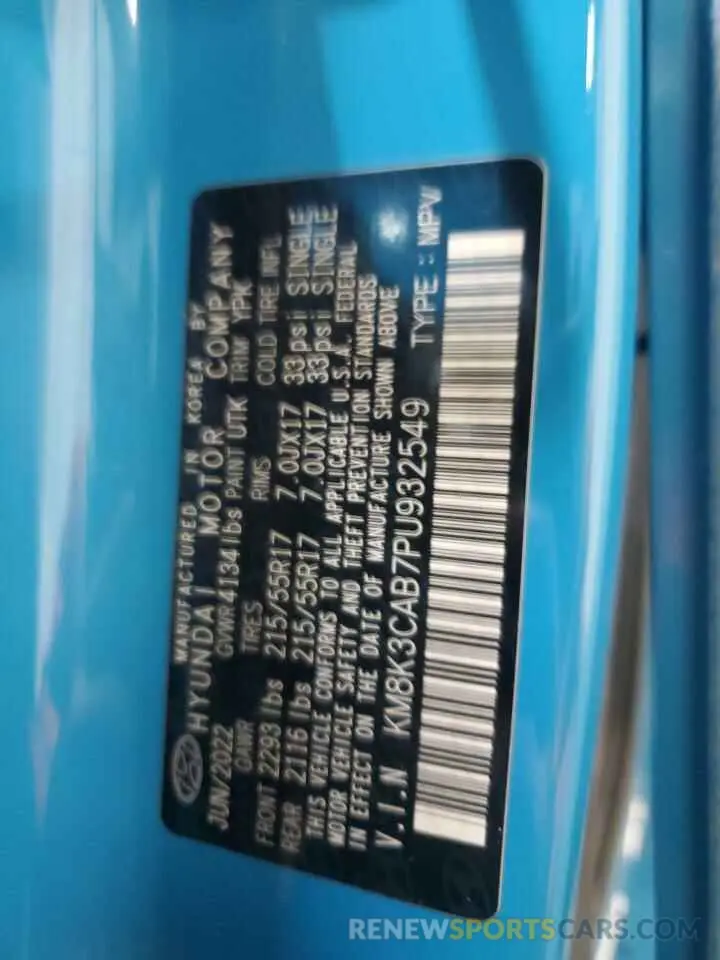 MANUFACTURED IN KOREA BY
HYUNDAI MOTOR COMPANY
JUN/2022 GVWR 4134 lbs PAINT UTK TRIM YPK
GAWR TIRES RIMS COLD TIRE INFL
FRONT 2293 lbs 215/55R17 7.0JX17 33psi SINGLE
REAR 2116 lbs 215/55R17 7.0JX17 33psi SINGLE
THIS VEHICLE CONFORMS TO ALL APPLICABLE U.S.A. FEDERAL
MOTOR VEHICLE SAFETY AND THEFT PREVENTION STANDARDS
IN EFFECT ON THE DATE OF MANUFACTURE SHOWN ABOVE
V.I.N KM8K3CAB7PU932549 TYPE : MPV
RENEWSPORTSCARS.COM